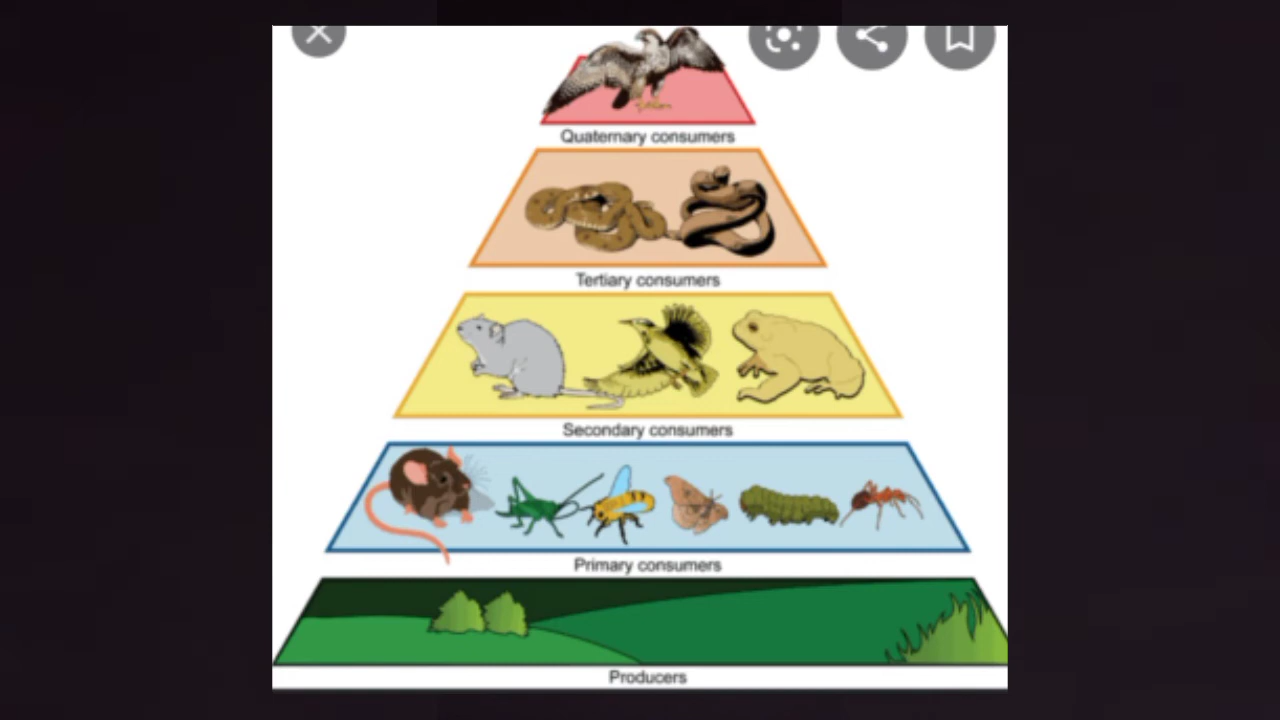 Quaternary consumers
Tertiary consumers
Secondary consumers
Primary consumers
Producers